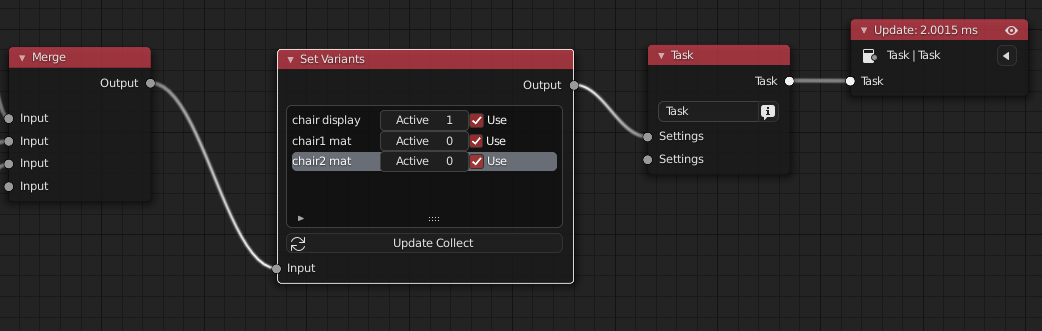 Merge
Output
Input
Input
Input
Input
Set Variants
Output
chair display Active 1 Use
chair1 mat Active 0 Use
chair2 mat Active 0 Use
Update Collect
Input
Task
Task
Task
Settings
Settings
Update: 2.0015 ms
Task | Task
Task